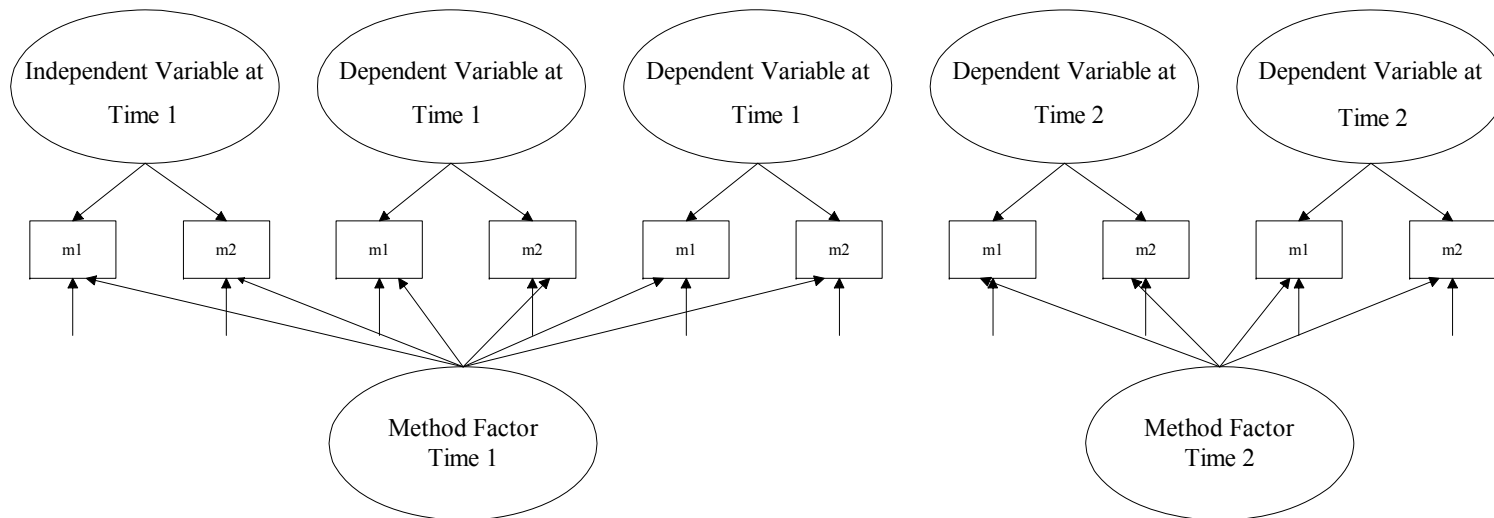 Independent Variable at
Time 1
Dependent Variable at
Time 1
Dependent Variable at
Time 1
Dependent Variable at
Time 2
Dependent Variable at
Time 2
m1
m2
m1
m2
m1
m2
m1
m2
m1
m2
Method Factor
Time 1
Method Factor
Time 2